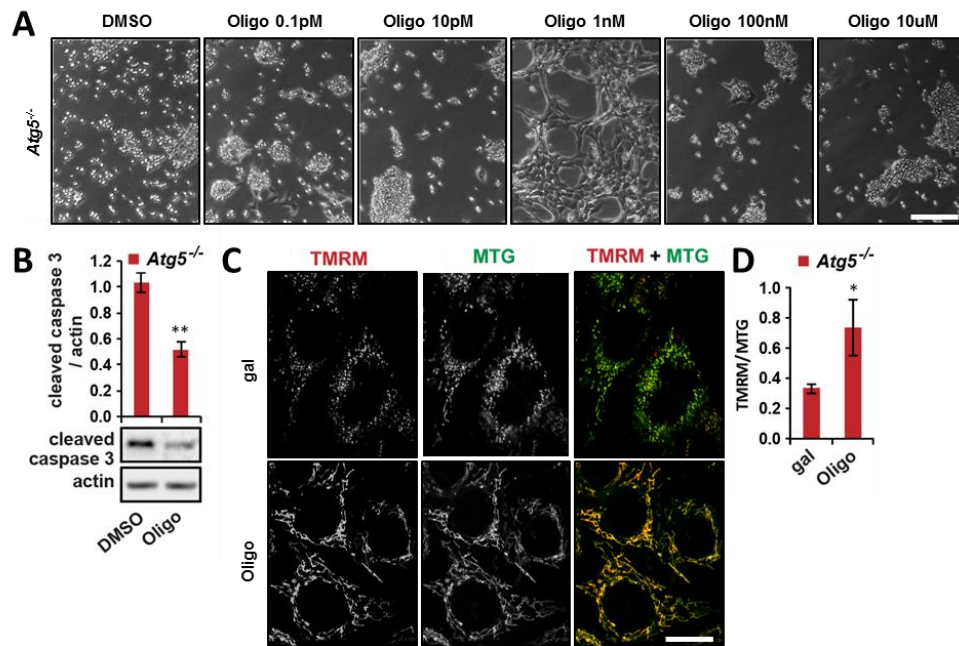 A
DMSO
Oligo 0.1pM
Oligo 10pM
Oligo 1nM
Oligo 100nM
Oligo 10uM
Atg5-/-
B
Atg5-/-
cleaved caspase 3
/ actin
1.2
1.0
0.8
0.6
0.4
0.2
0.0
**
cleaved
caspase 3
actin
DMSO
Oligo
C
TMRM
MTG
TMRM + MTG
gal
Oligo
D
Atg5-/-
TMRM/MTG
1.0
0.8
0.6
0.4
0.2
0.0
*
gal
Oligo